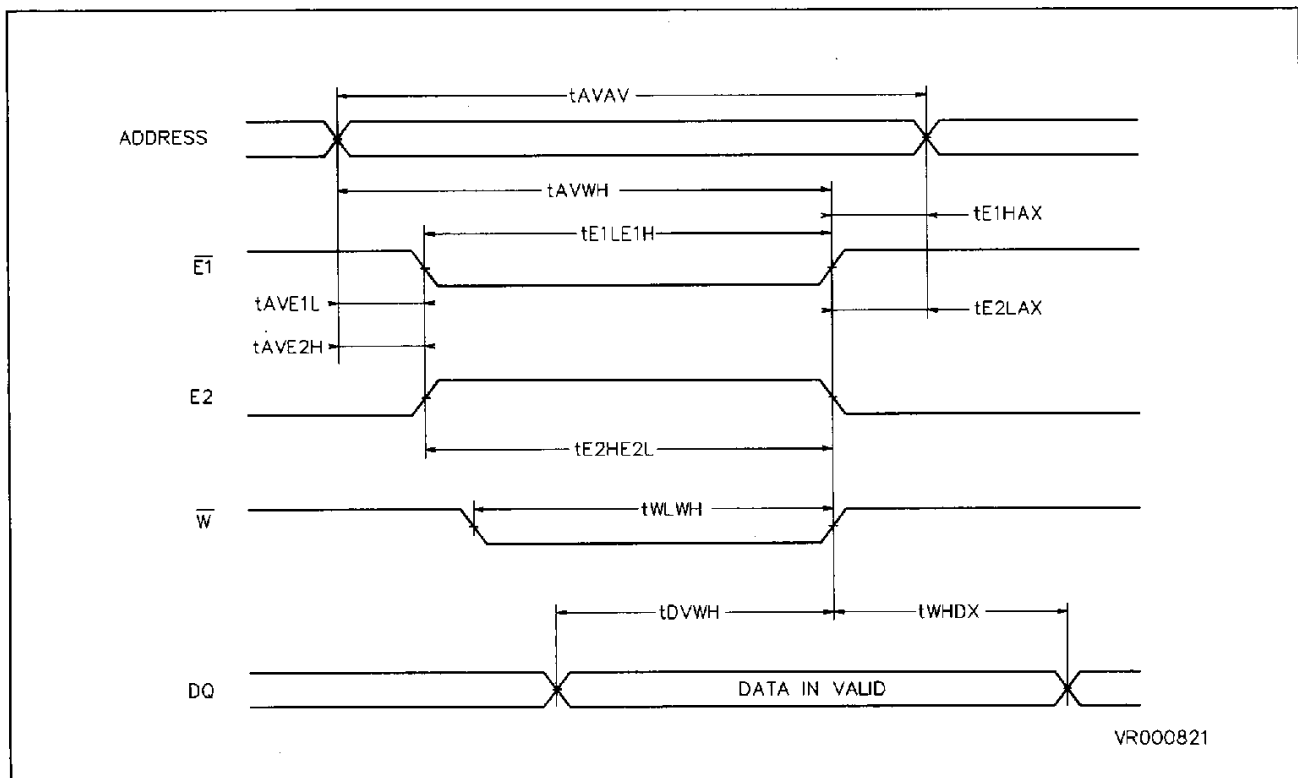 tAVAV
ADDRESS
tAVWH
tE1HAX
tE1LE1H
E1
tAVE1L
tE2LAX
tAVE2H
E2
tE2HE2L
tWLWH
W
tDVWH
tWHDX
DQ
DATA IN VALID
VR000821